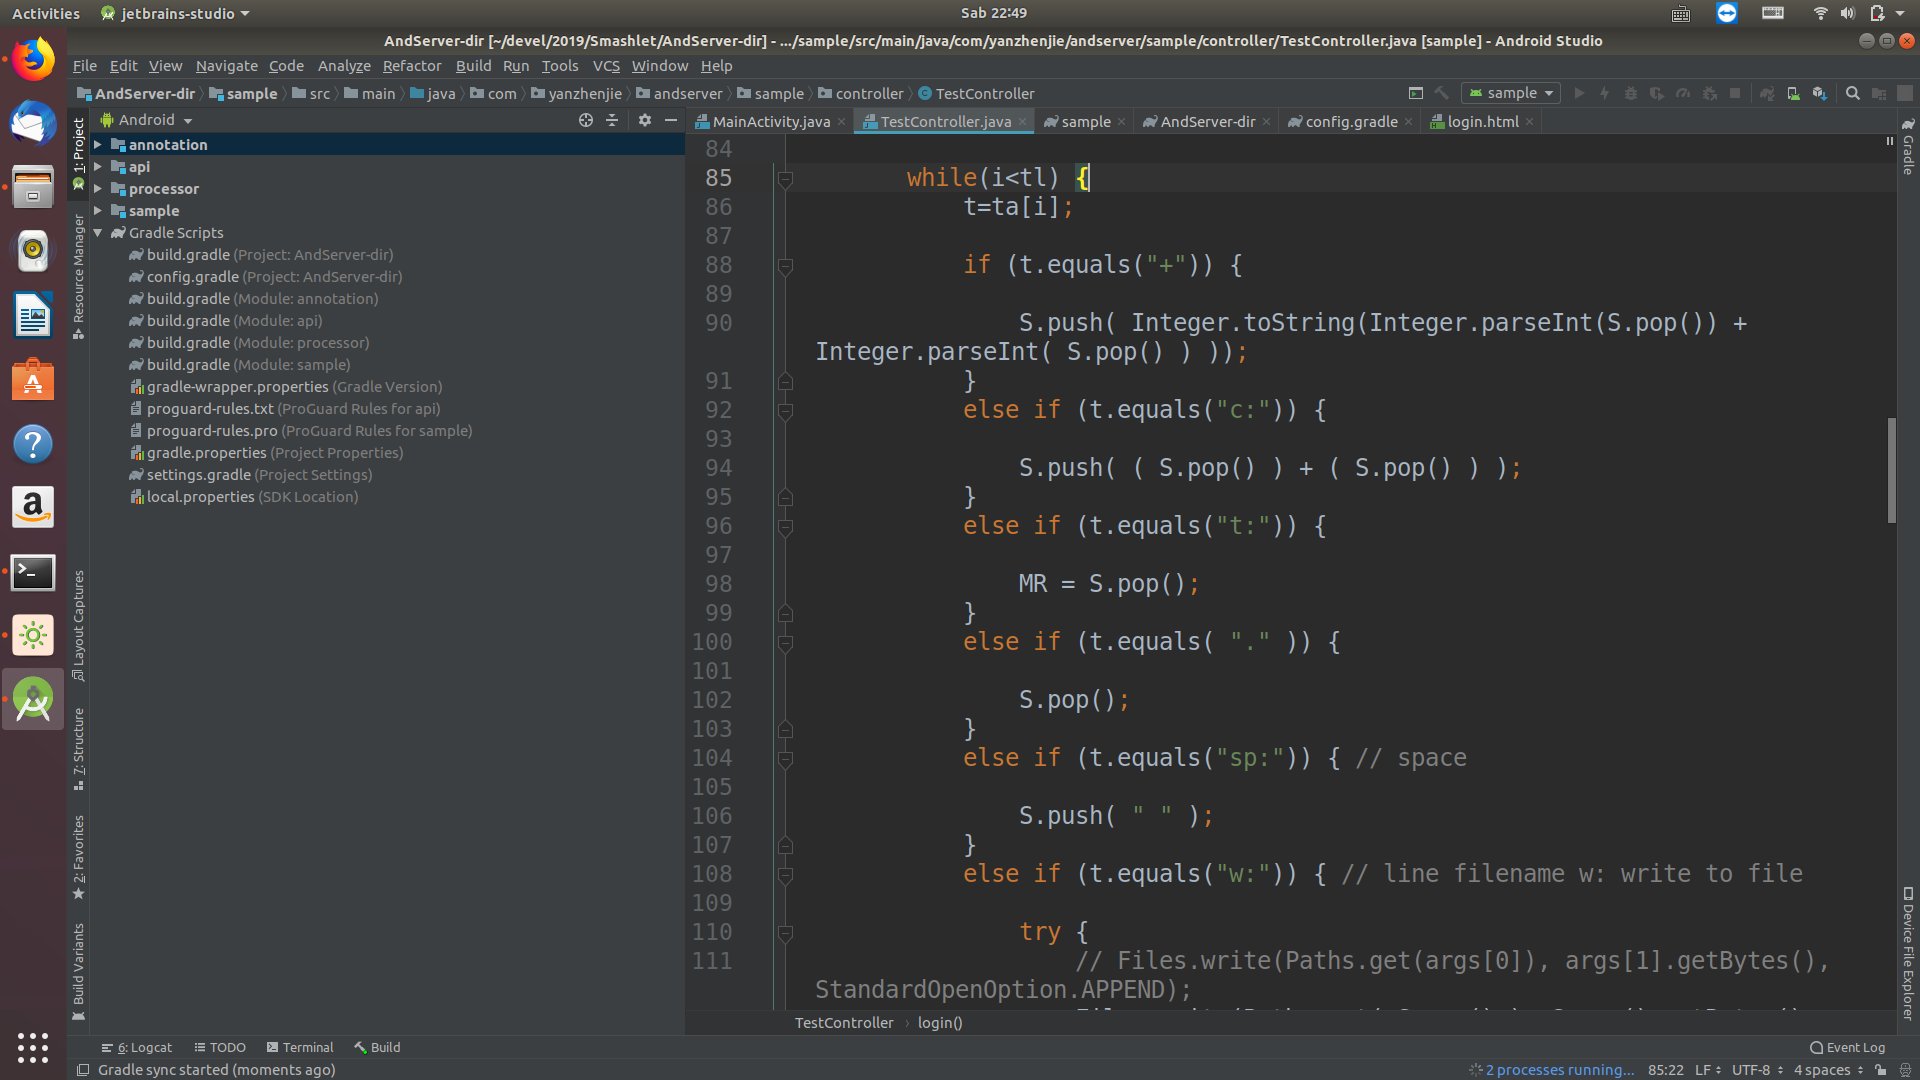 Activities
jetbrains-studio
Sab 22:49
AndServer-dir [~/devel/2019/Smashlet/AndServer-dir] - .../sample/src/main/java/com/yanzhenjie/andserver/sample/controller/TestController.java [sample] - Android Studio
File Edit View Navigate Code Analyze Refactor Build Run Tools VCS Window Help
AndServer-dir sample src main java com yanzhenjie andserver sample controller TestController
sample
Android
MainActivity.java TestController.java sample AndServer-dir config.gradle login.html
1: Project
Resource Manager
Layout Captures
7: Structure
2: Favorites
Build Variants
annotation
api
processor
sample
Gradle Scripts
build.gradle (Project: AndServer-dir)
config.gradle (Project: AndServer-dir)
build.gradle (Module: annotation)
build.gradle (Module: api)
build.gradle (Module: processor)
build.gradle (Module: sample)
gradle-wrapper.properties (Gradle Version)
proguard-rules.txt (ProGuard Rules for api)
proguard-rules.pro (ProGuard Rules for sample)
gradle.properties (Project Properties)
settings.gradle (Project Settings)
local.properties (SDK Location)
84
85 while(i<tl) {
86 t=ta[i];
87
88 if (t.equals("+")) {
89
90 S.push( Integer.toString(Integer.parseInt(S.pop()) +
Integer.parseInt( S.pop() ) ));
91 }
92 else if (t.equals("c:")) {
93
94 S.push( ( S.pop() ) + ( S.pop() ) );
95 }
96 else if (t.equals("t:")) {
97
98 MR = S.pop();
99 }
100 else if (t.equals( "." )) {
101
102 S.pop();
103 }
104 else if (t.equals("sp:")) { // space
105
106 S.push( " " );
107 }
108 else if (t.equals("w:")) { // line filename w: write to file
109
110 try {
111 // Files.write(Paths.get(args[0]), args[1].getBytes(),
StandardOpenOption.APPEND);
Gradle
Device File Explorer
TestController › login()
6: Logcat TODO Terminal Build
Event Log
Gradle sync started (moments ago)
2 processes running... 85:22 LF UTF-8 4 spaces